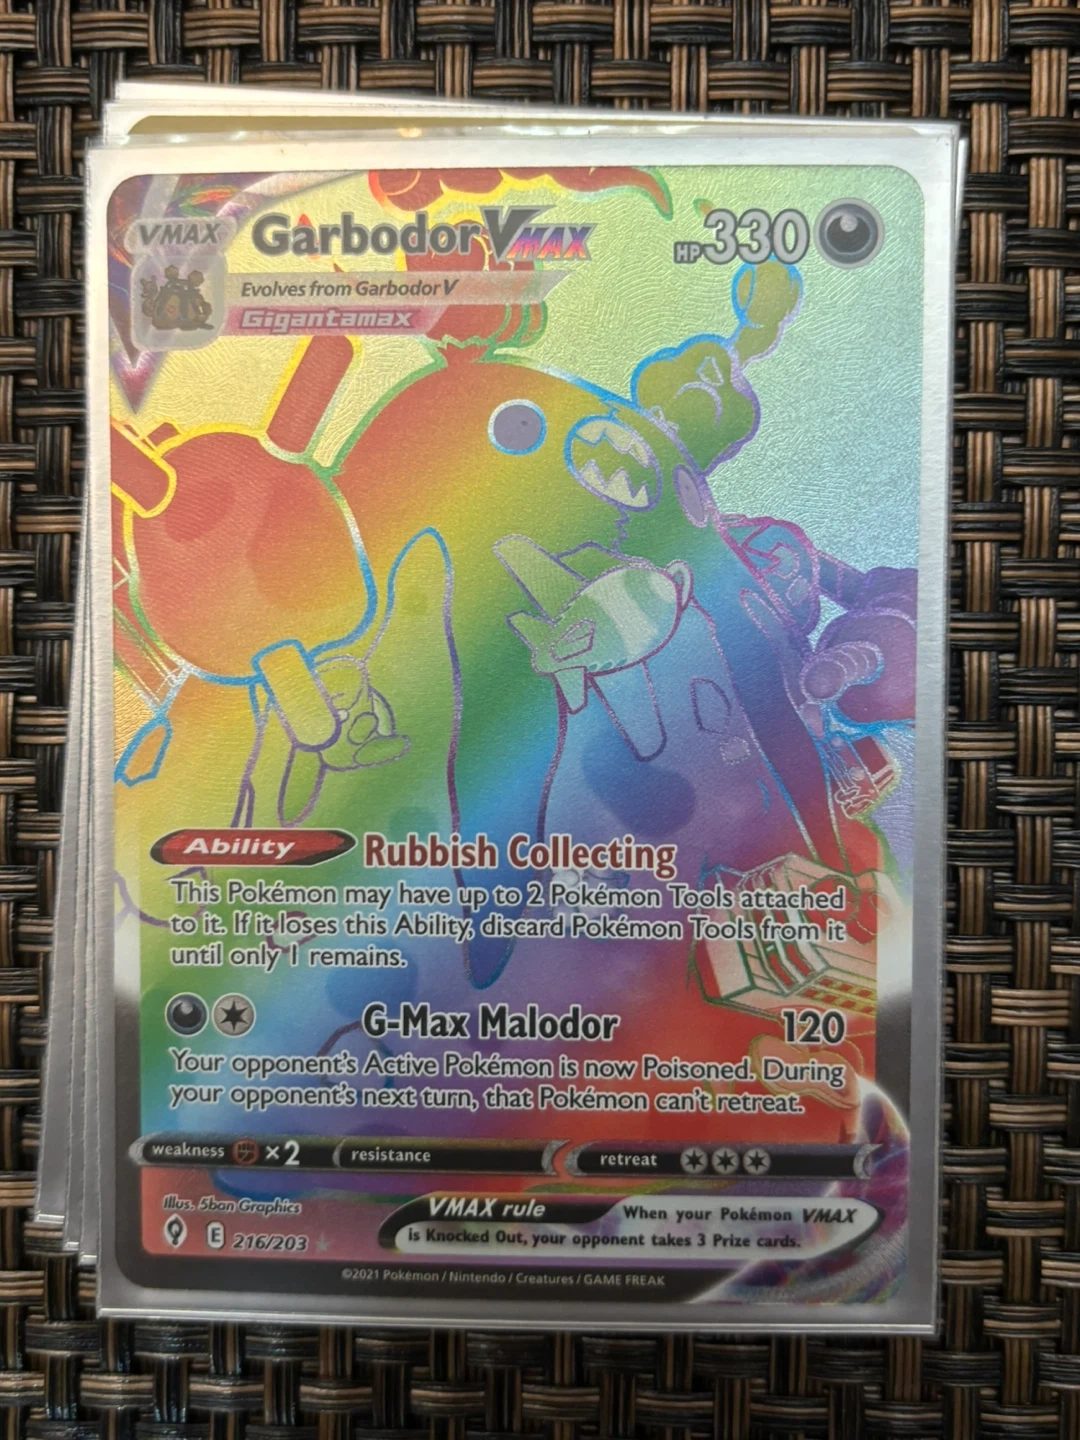 VMAX Garbodor VMAX HP 330
Evolves from Garbodor V
Gigantamax
Ability Rubbish Collecting
This Pokémon may have up to 2 Pokémon Tools attached
to it. If it loses this Ability, discard Pokémon Tools from it
until only 1 remains.
G-Max Malodor 120
Your opponent's Active Pokémon is now Poisoned. During
your opponent's next turn, that Pokémon can't retreat.
weakness ×2 resistance retreat
Illus. 5ban Graphics
E 216/203
VMAX rule When your Pokémon VMAX
is Knocked Out, your opponent takes 3 Prize cards.
©2021 Pokémon / Nintendo / Creatures / GAME FREAK